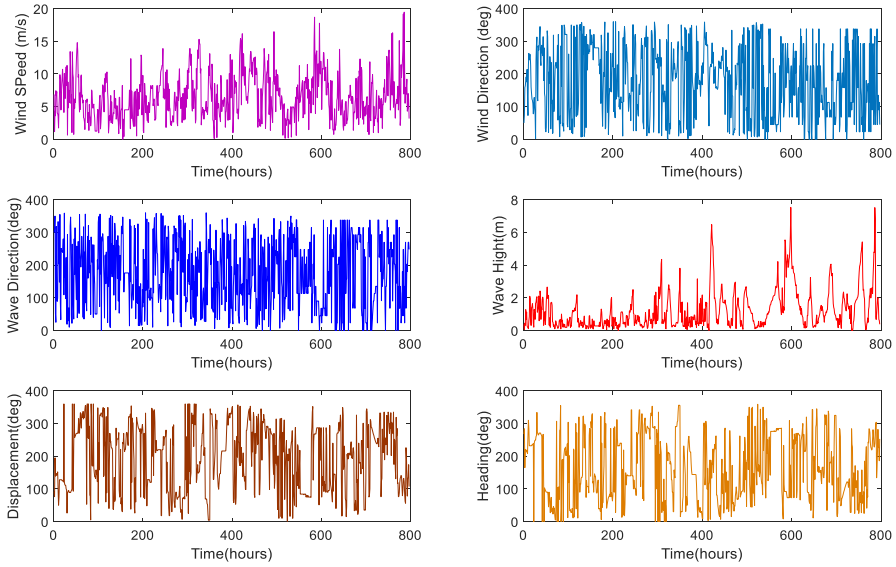 20
15
10
5
0
Wind SPeed (m/s)
0 200 400 600 800
Time(hours)
400
300
200
100
0
Wind Direction (deg)
0 200 400 600 800
Time(hours)
400
300
200
100
0
Wave Direction(deg)
0 200 400 600 800
Time(hours)
8
6
4
2
0
Wave Hight(m)
0 200 400 600 800
Time(hours)
400
300
200
100
0
Displacement(deg)
0 200 400 600 800
Time(hours)
400
300
200
100
0
Heading(deg)
0 200 400 600 800
Time(hours)